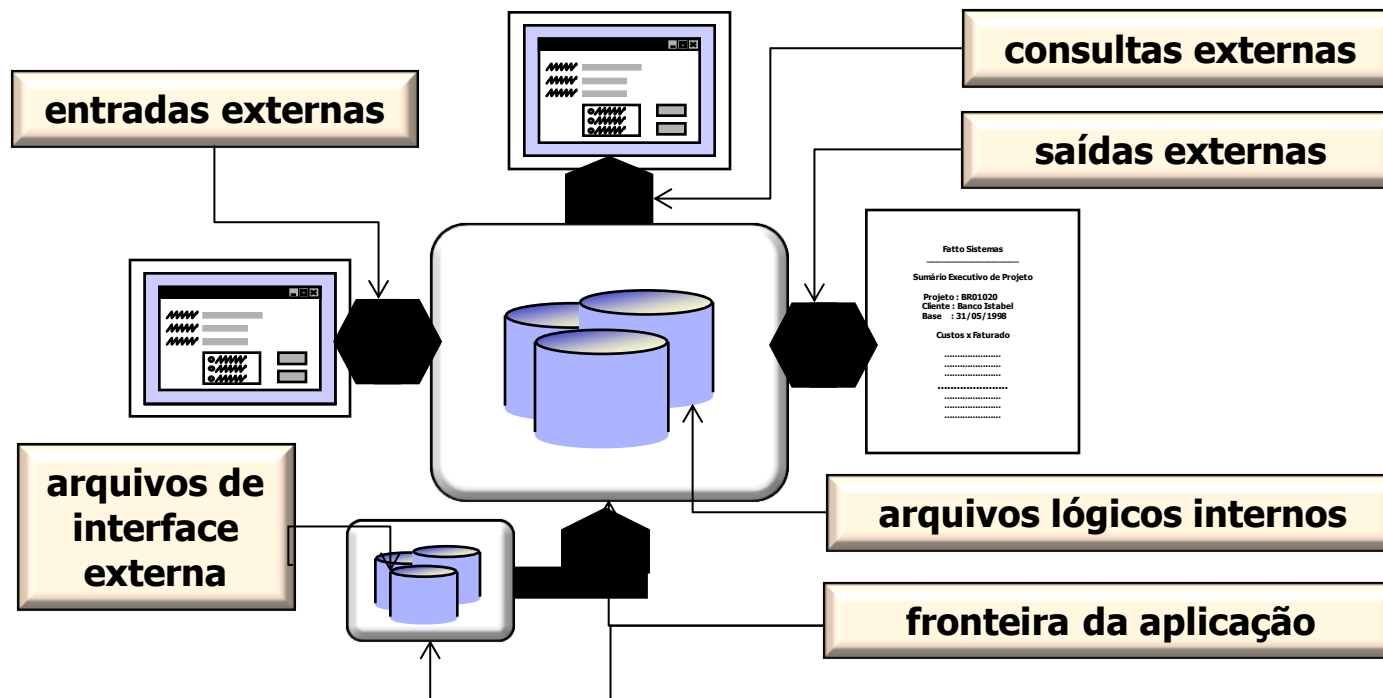 consultas externas
entradas externas
saídas externas
Fatto Sistemas
Sumário Executivo de Projeto
Projeto : BR01020
Cliente : Banco Istabel
Base : 31/05/1998
Custos x Faturado
arquivos de
interface
externa
arquivos lógicos internos
fronteira da aplicação